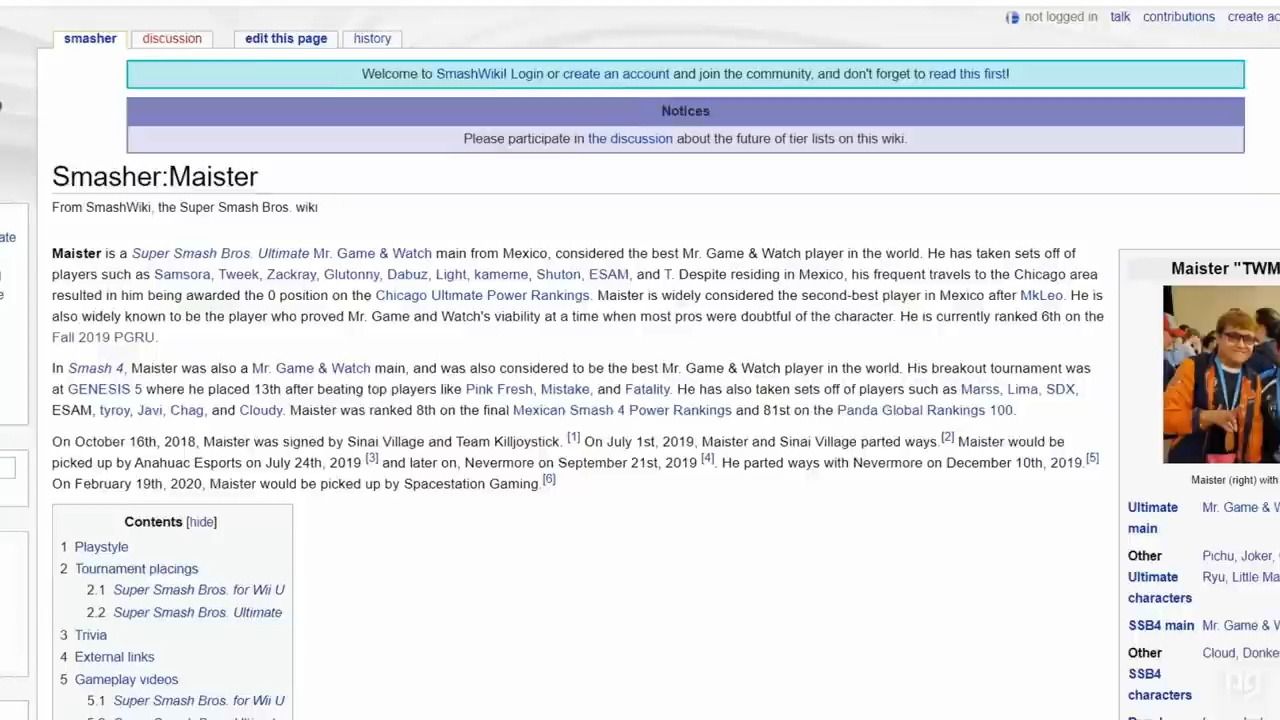 not logged in talk contributions create ac
smasher discussion edit this page history
Welcome to SmashWiki! Login or create an account and join the community, and don't forget to read this first!
Notices
Please participate in the discussion about the future of tier lists on this wiki.
Smasher:Maister
From SmashWiki, the Super Smash Bros. wiki
ate
Maister is a Super Smash Bros. Ultimate Mr. Game & Watch main from Mexico, considered the best Mr. Game & Watch player in the world. He has taken sets off of
players such as Samsora, Tweek, Zackray, Glutonny, Dabuz, Light, kameme, Shuton, ESAM, and T. Despite residing in Mexico, his frequent travels to the Chicago area
resulted in him being awarded the 0 position on the Chicago Ultimate Power Rankings. Maister is widely considered the second-best player in Mexico after MkLeo. He is
also widely known to be the player who proved Mr. Game and Watch's viability at a time when most pros were doubtful of the character. He is currently ranked 6th on the
Fall 2019 PGRU.
In Smash 4, Maister was also a Mr. Game & Watch main, and was also considered to be the best Mr. Game & Watch player in the world. His breakout tournament was
at GENESIS 5 where he placed 13th after beating top players like Pink Fresh, Mistake, and Fatality. He has also taken sets off of players such as Marss, Lima, SDX,
ESAM, tyroy, Javi, Chag, and Cloudy. Maister was ranked 8th on the final Mexican Smash 4 Power Rankings and 81st on the Panda Global Rankings 100.
On October 16th, 2018, Maister was signed by Sinai Village and Team Killjoystick. [1] On July 1st, 2019, Maister and Sinai Village parted ways.[2] Maister would be
picked up by Anahuac Esports on July 24th, 2019 [3] and later on, Nevermore on September 21st, 2019 [4]. He parted ways with Nevermore on December 10th, 2019.[5]
On February 19th, 2020, Maister would be picked up by Spacestation Gaming.[6]
Contents [hide]
1 Playstyle
2 Tournament placings
2.1 Super Smash Bros. for Wii U
2.2 Super Smash Bros. Ultimate
3 Trivia
4 External links
5 Gameplay videos
5.1 Super Smash Bros. for Wii U
Maister "TWM
Maister (right) with
Ultimate main Mr. Game & W
Other Ultimate characters Pichu, Joker,
Ryu, Little Ma
SSB4 main Mr. Game & W
Other SSB4 characters Cloud, Donke